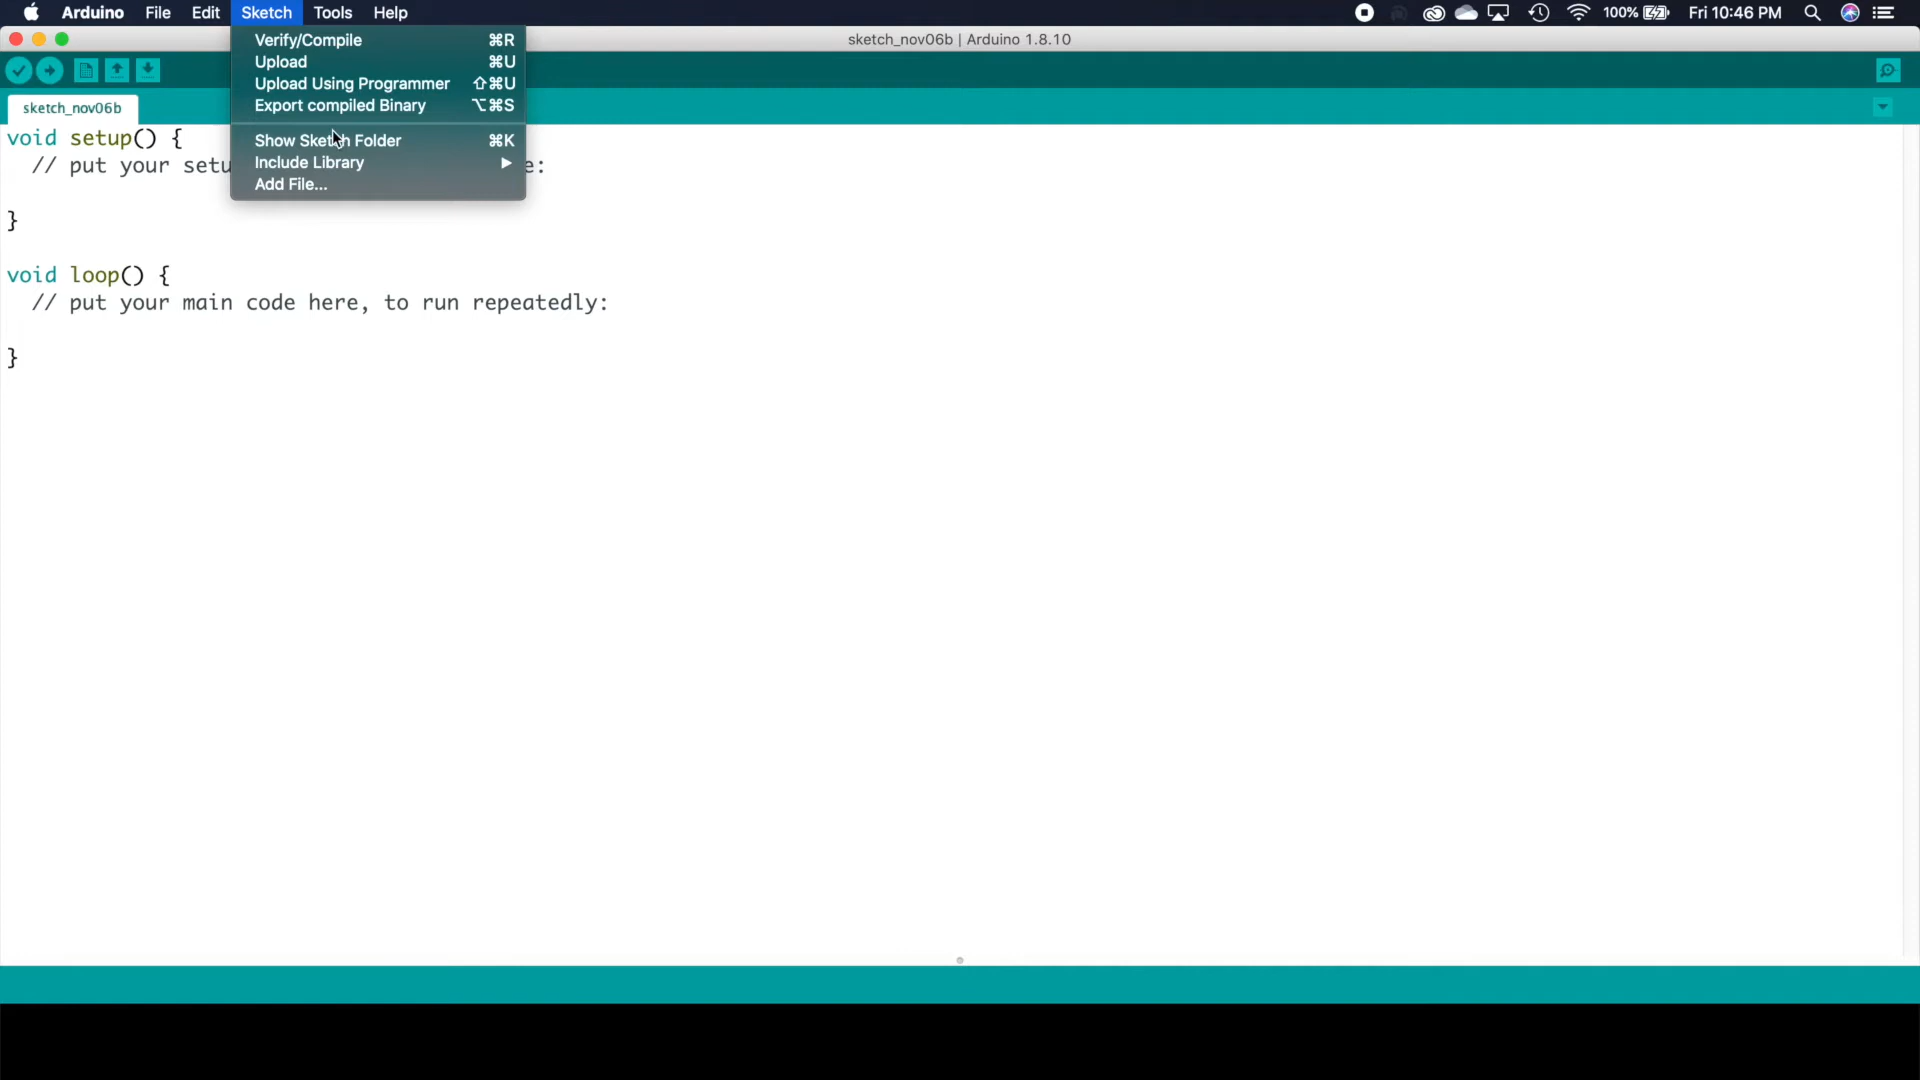 Arduino File Edit Sketch Tools Help 100% Fri 10:46 PM
sketch_nov06b | Arduino 1.8.10
Verify/Compile ⌘R
Upload ⌘U
Upload Using Programmer ⇧⌘U
Export compiled Binary ⌥⌘S
Show Sketch Folder ⌘K
Include Library ▶
Add File...
sketch_nov06b
void setup() {
// put your setu e:
}
void loop() {
// put your main code here, to run repeatedly:
}